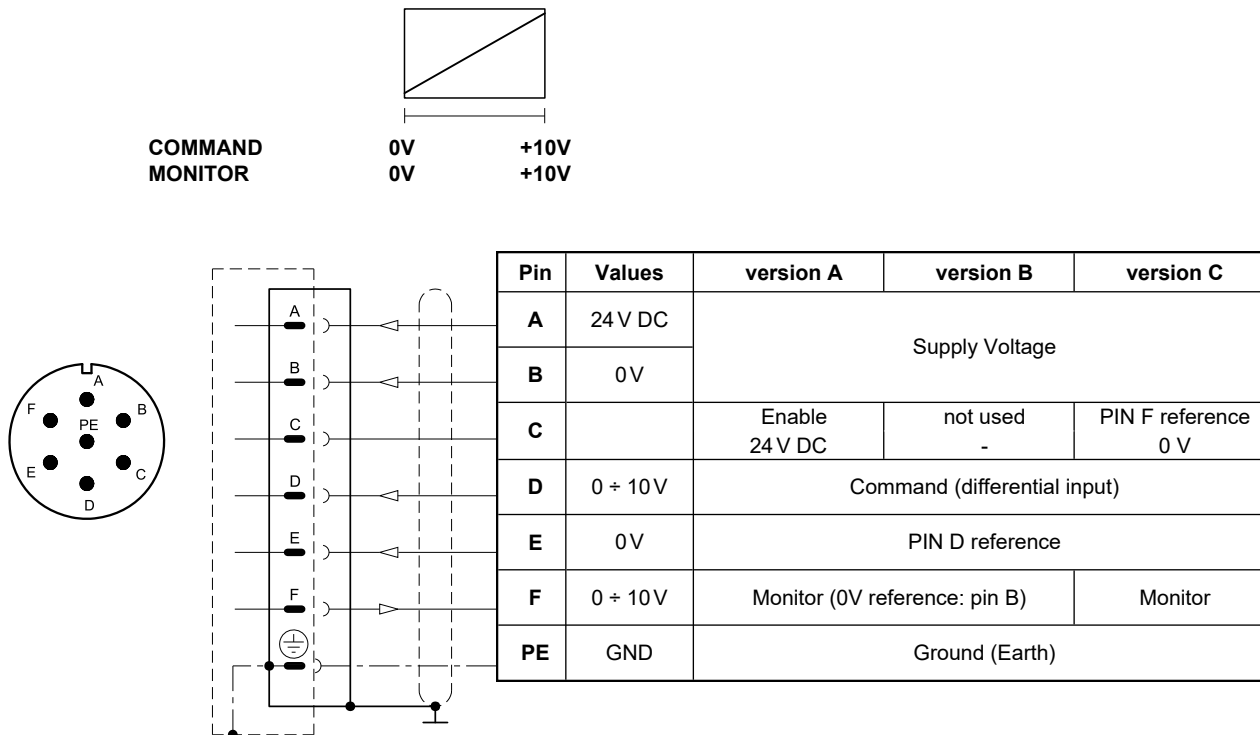 COMMAND 0V +10V
MONITOR 0V +10V
Pin Values version A version B version C
A 24 V DC Supply Voltage
B 0 V
C Enable not used PIN F reference
24 V DC - 0 V
D 0 ÷ 10 V Command (differential input)
E 0 V PIN D reference
F 0 ÷ 10 V Monitor (0V reference: pin B) Monitor
PE GND Ground (Earth)
A
B
C
D
E
F
A
F B
PE
E C
D